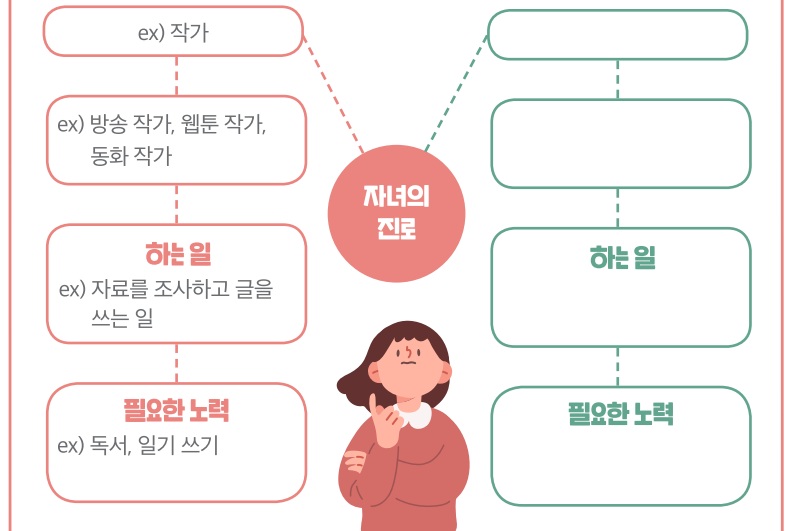 ex) 작가
ex) 방송 작가, 웹툰 작가,
동화 작가
하는 일
ex) 자료를 조사하고 글을
쓰는 일
필요한 노력
ex) 독서, 일기 쓰기
자녀의
진로
하는 일
필요한 노력